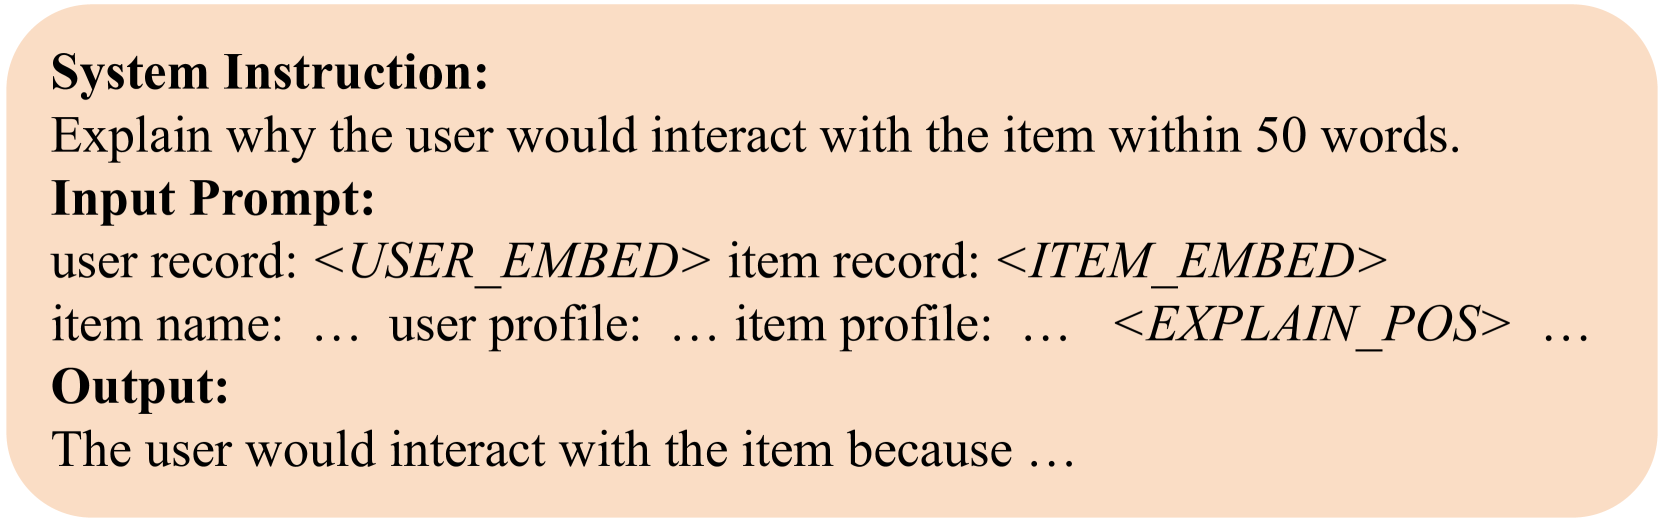 System Instruction:
Explain why the user would interact with the item within 50 words.
Input Prompt:
user record: <USER_EMBED> item record: <ITEM_EMBED>
item name: … user profile: … item profile: … <EXPLAIN_POS> …
Output:
The user would interact with the item because …